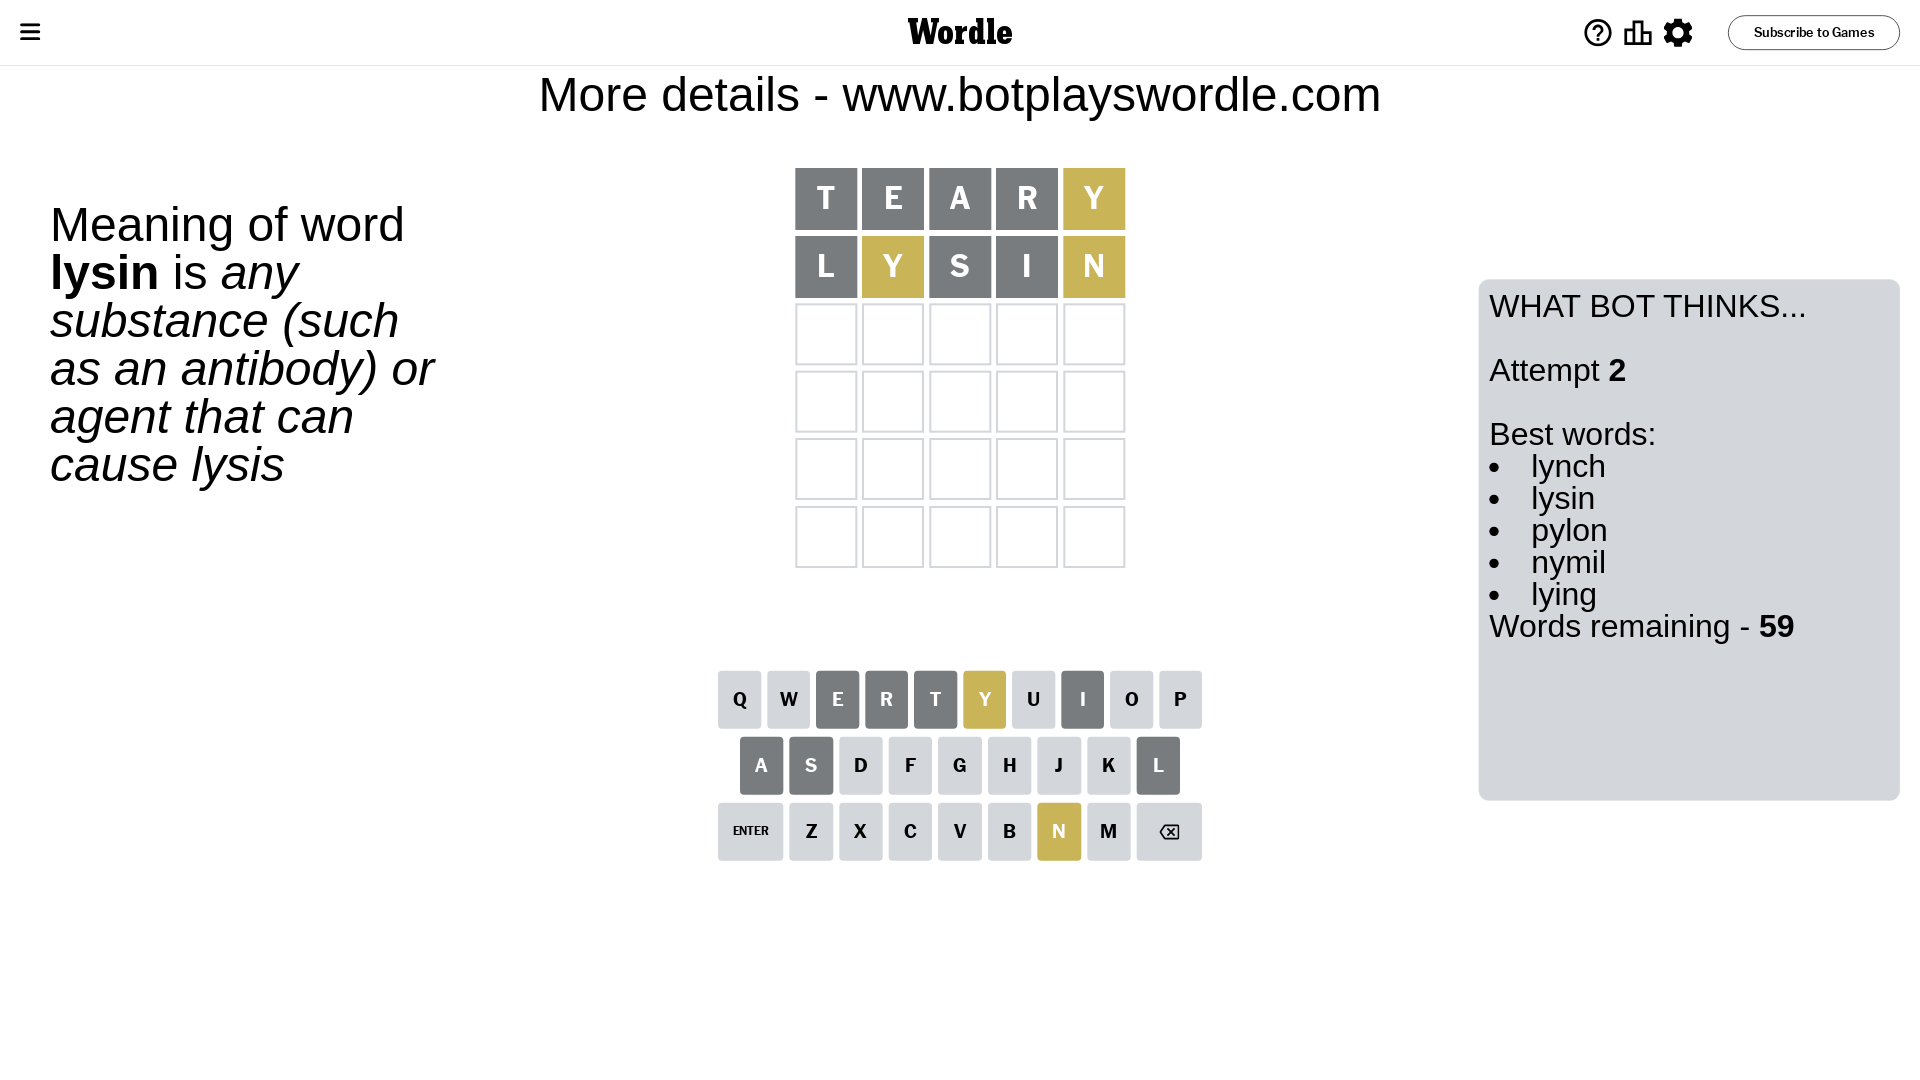 Wordle
Subscribe to Games
More details - www.botplayswordle.com
Meaning of word
lysin is any
substance (such
as an antibody) or
agent that can
cause lysis
T E A R Y
L Y S I N
WHAT BOT THINKS...
Attempt 2
Best words:
• lynch
• lysin
• pylon
• nymil
• lying
Words remaining - 59
Q W E R T Y U I O P
A S D F G H J K L
ENTER Z X C V B N M